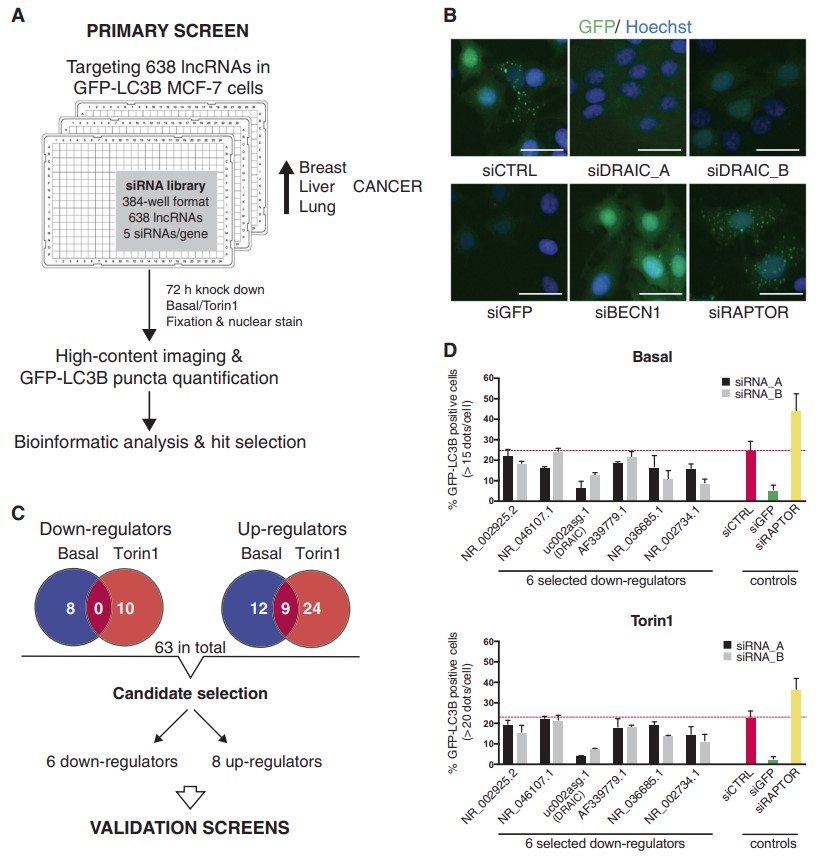 A
PRIMARY SCREEN
Targeting 638 lncRNAs in
GFP-LC3B MCF-7 cells
siRNA library
384-well format
638 lncRNAs
5 siRNAs/gene
Breast
Liver
Lung
CANCER
72 h knock down
Basal/Torin1
Fixation & nuclear stain
High-content imaging &
GFP-LC3B puncta quantification
Bioinformatic analysis & hit selection
B
GFP/ Hoechst
siCTRL
siDRAIC_A
siDRAIC_B
siGFP
siBECN1
siRAPTOR
C
Down-regulators
Up-regulators
Basal
Torin1
Basal
Torin1
8
0
10
12
9
24
63 in total
Candidate selection
6 down-regulators
8 up-regulators
VALIDATION SCREENS
D
Basal
% GFP-LC3B positive cells
(> 15 dots/cell)
60
50
40
30
20
10
0
siRNA_A
siRNA_B
NR_002925.2
NR_046107.1
uc002asg.1
(DRAIC)
AF339779.1
NR_036685.1
NR_002734.1
siCTRL
siGFP
siRAPTOR
6 selected down-regulators
controls
Torin1
% GFP-LC3B positive cells
(> 20 dots/cell)
60
50
40
30
20
10
0
siRNA_A
siRNA_B
NR_002925.2
NR_046107.1
uc002asg.1
(DRAIC)
AF339779.1
NR_036685.1
NR_002734.1
siCTRL
siGFP
siRAPTOR
6 selected down-regulators
controls